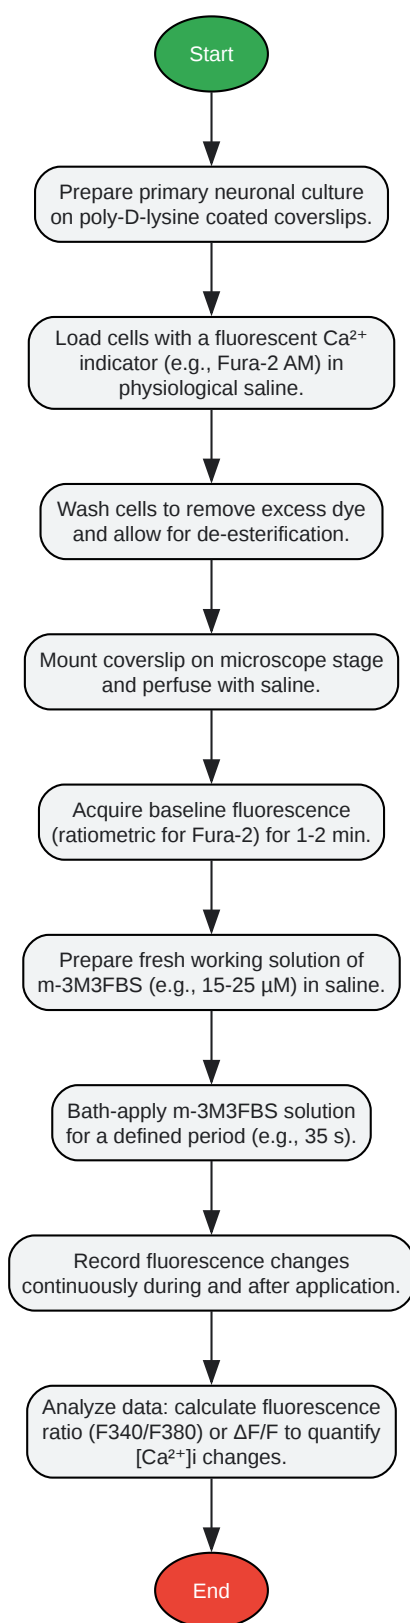 Start
Prepare primary neuronal culture
on poly-D-lysine coated coverslips.
Load cells with a fluorescent Ca²⁺
indicator (e.g., Fura-2 AM) in
physiological saline.
Wash cells to remove excess dye
and allow for de-esterification.
Mount coverslip on microscope stage
and perfuse with saline.
Acquire baseline fluorescence
(ratiometric for Fura-2) for 1-2 min.
Prepare fresh working solution of
m-3M3FBS (e.g., 15-25 µM) in saline.
Bath-apply m-3M3FBS solution
for a defined period (e.g., 35 s).
Record fluorescence changes
continuously during and after application.
Analyze data: calculate fluorescence
ratio (F340/F380) or ΔF/F to quantify
[Ca²⁺]i changes.
End